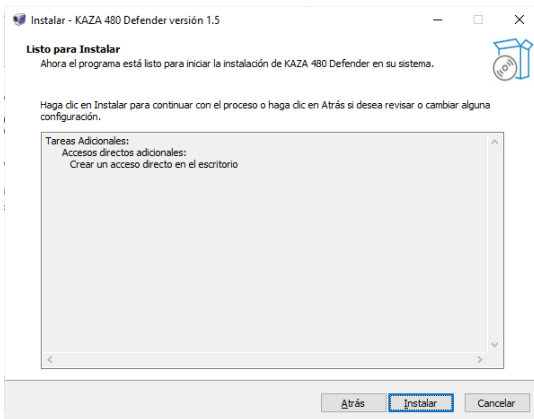 Instalar - KAZA 480 Defender versión 1.5
Listo para Instalar
Ahora el programa está listo para iniciar la instalación de KAZA 480 Defender en su sistema.
Haga clic en Instalar para continuar con el proceso o haga clic en Atrás si desea revisar o cambiar alguna
configuración.
Tareas Adicionales:
Accesos directos adicionales:
Crear un acceso directo en el escritorio
Atrás
Instalar
Cancelar